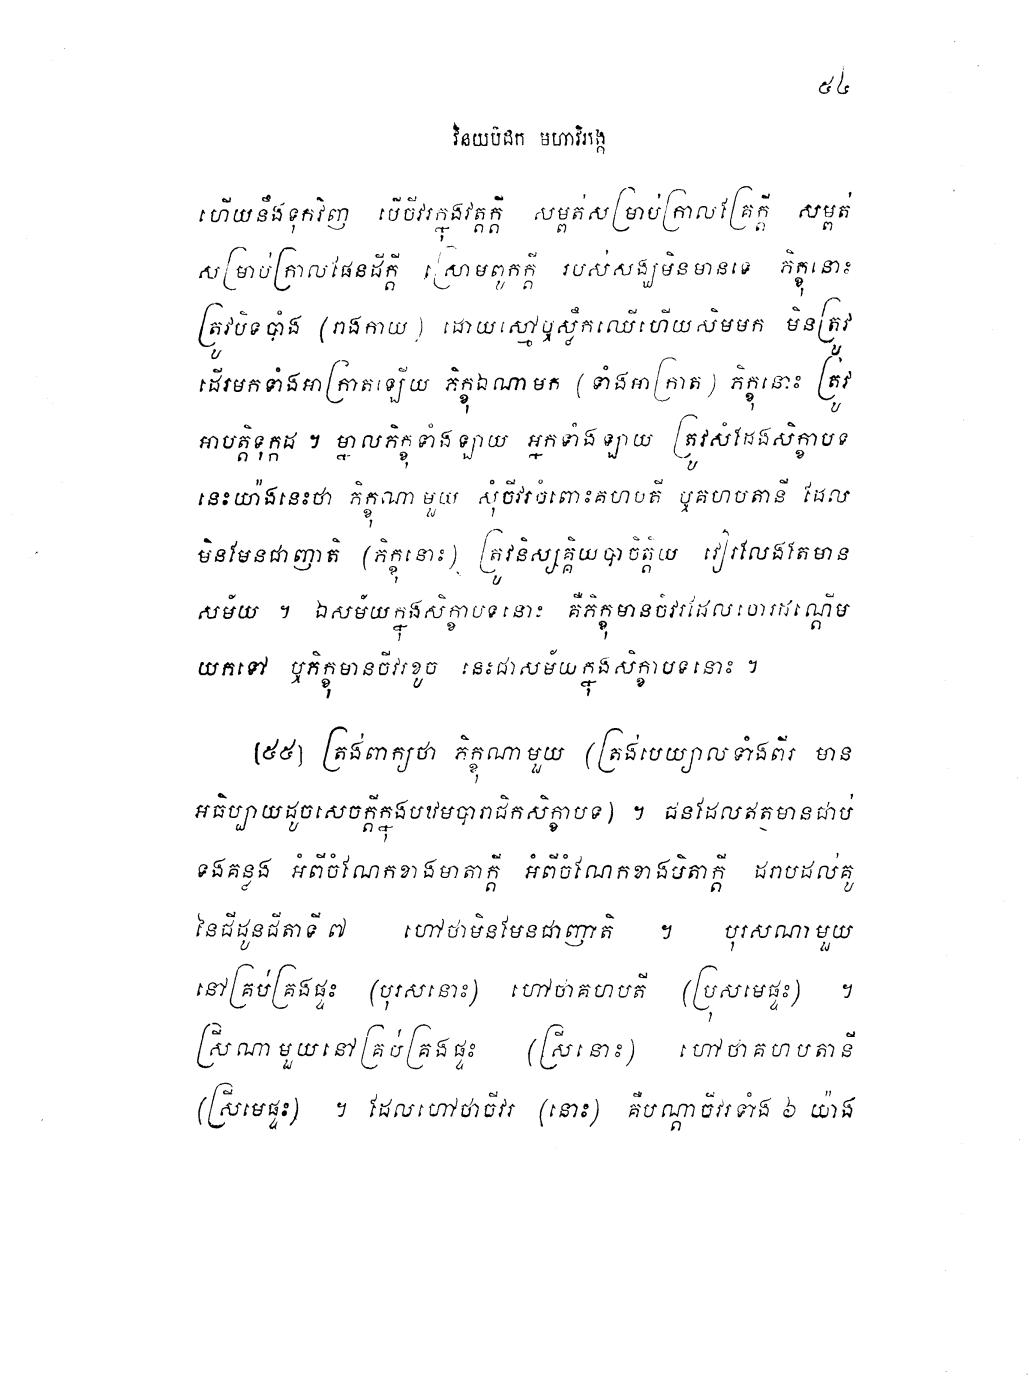 ៥៤
វិនយបិដក មហាវិភង្គ
ហើយនឹងទុកវិញ បើចីវរក្នុងវត្តក្តី សម្ពត់សម្រាប់ក្រាលគ្រែក្តី សម្ពត់
សម្រាប់ក្រាលផែនដីក្តី ស្រោមពូកក្តី របស់សង្ឃមិនមានទេ ភិក្ខុនោះ
ត្រូវបិទបាំង (រាងកាយ) ដោយស្មៅឬស្លឹកឈើហើយសិមមក មិនត្រូវ
ដើរមកទាំងអាក្រាតឡើយ ភិក្ខុឯណាមក (ទាំងអាក្រាត) ភិក្ខុនោះ ត្រូវ
អាបត្តិទុក្កដ ។ ម្នាលភិក្ខុទាំងឡាយ អ្នកទាំងឡាយ ត្រូវសំដែងសិក្ខាបទ
នេះយ៉ាងនេះថា ភិក្ខុណាមួយ សុំចីវរចំពោះគហបតី ឬគហបតានី ដែល
មិនមែនជាញាតិ (ភិក្ខុនោះ) ត្រូវនិស្សគ្គិយបាចិត្តិយ វៀរលែងតែមាន
សម័យ ។ ឯសម័យក្នុងសិក្ខាបទនោះ គឺភិក្ខុមានចីវរដែលចោរដណ្តើម
យកទៅ ឬភិក្ខុមានចីវរខូច នេះជាសម័យក្នុងសិក្ខាបទនោះ ។
[៥៥] ត្រង់ពាក្យថា ភិក្ខុណាមួយ (ត្រង់បេយ្យាលទាំងពីរ មាន
អធិប្បាយដូចសេចក្តីក្នុងបឋមបារាជិកសិក្ខាបទ) ។ ជនដែលឥតមានជាប់
ទងគន្ទង អំពីចំណែកខាងមាតាក្តី អំពីចំណែកខាងបិតាក្តី ដរាបដល់គូ
នៃជីដូនជីតាទី ៧ ហៅថាមិនមែនជាញាតិ ។ បុរសណាមួយ
នៅគ្រប់គ្រងផ្ទះ (បុរសនោះ) ហៅថាគហបតី (ប្រុសមេផ្ទះ) ។
ស្រីណាមួយនៅគ្រប់គ្រងផ្ទះ (ស្រីនោះ) ហៅថាគហបតានី
(ស្រីមេផ្ទះ) ។ ដែលហៅថាចីវរ (នោះ) គឺបណ្តាចីវរទាំង ៦ យ៉ាង